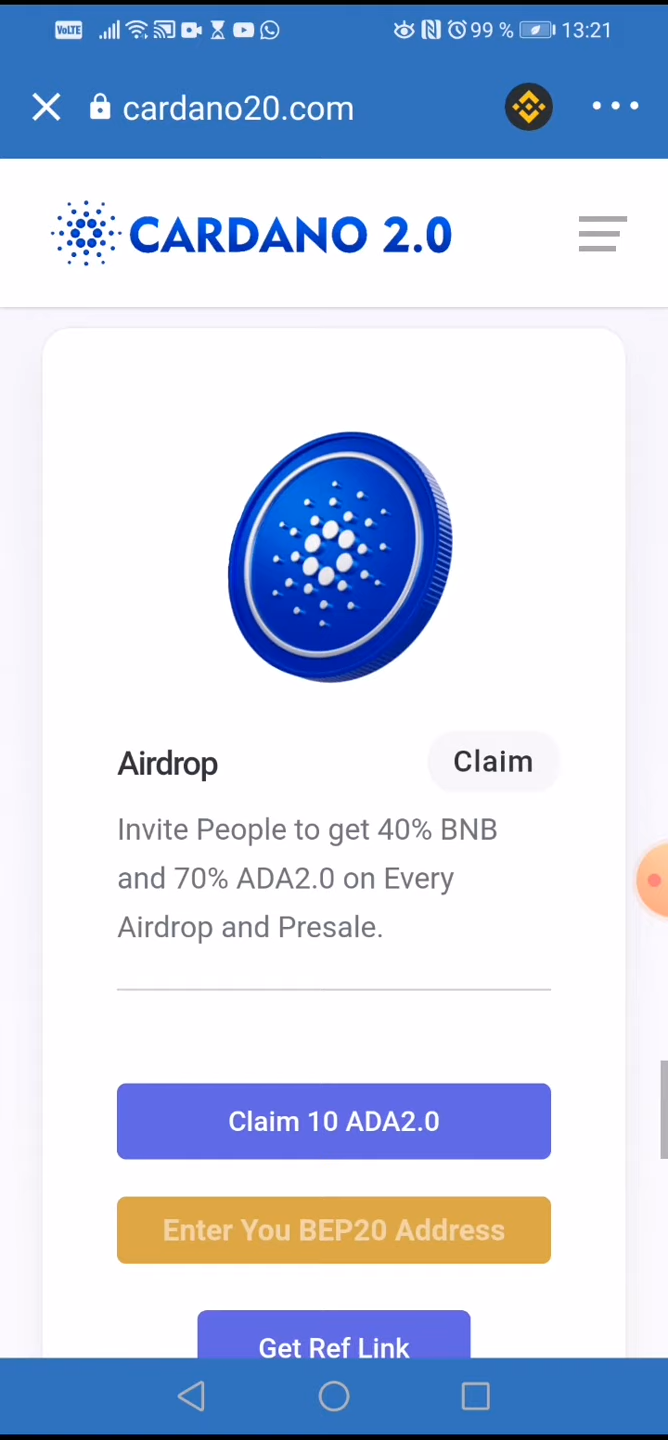 VoLTE 99 % 13:21
cardano20.com
CARDANO 2.0
Airdrop Claim
Invite People to get 40% BNB
and 70% ADA2.0 on Every
Airdrop and Presale.
Claim 10 ADA2.0
Enter You BEP20 Address
Get Ref Link